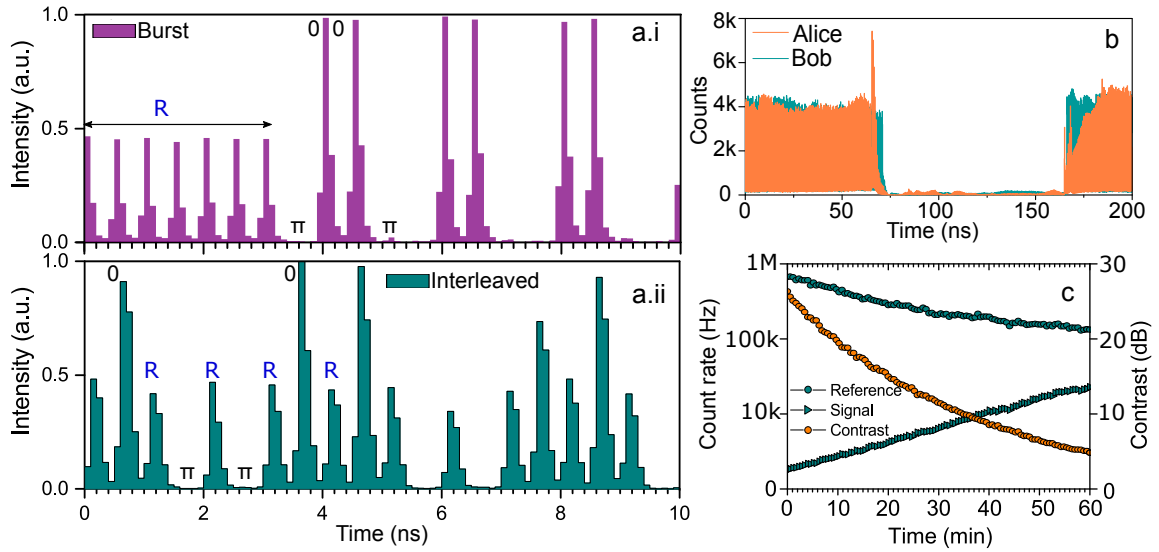 1.0
0.5
0.0
Intensity (a.u.)
Burst
0 0
a.i
R
π
π
1.0
0.5
0.0
Intensity (a.u.)
0
0
Interleaved
a.ii
R
R
R
R
π
π
0
2
4
6
8
10
Time (ns)
8k
6k
4k
2k
0
Counts
Alice
Bob
b
0
50
100
150
200
Time (ns)
1M
100k
10k
0
Count rate (Hz)
c
Reference
Signal
Contrast
30
20
10
0
Contrast (dB)
0
10
20
30
40
50
60
Time (min)